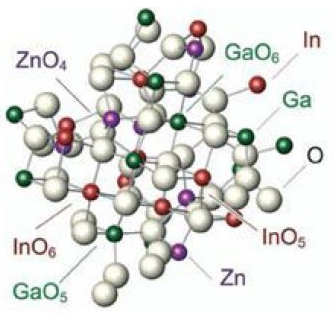 In
GaO₆
ZnO₄
Ga
O
InO₆
InO₅
GaO₅
Zn